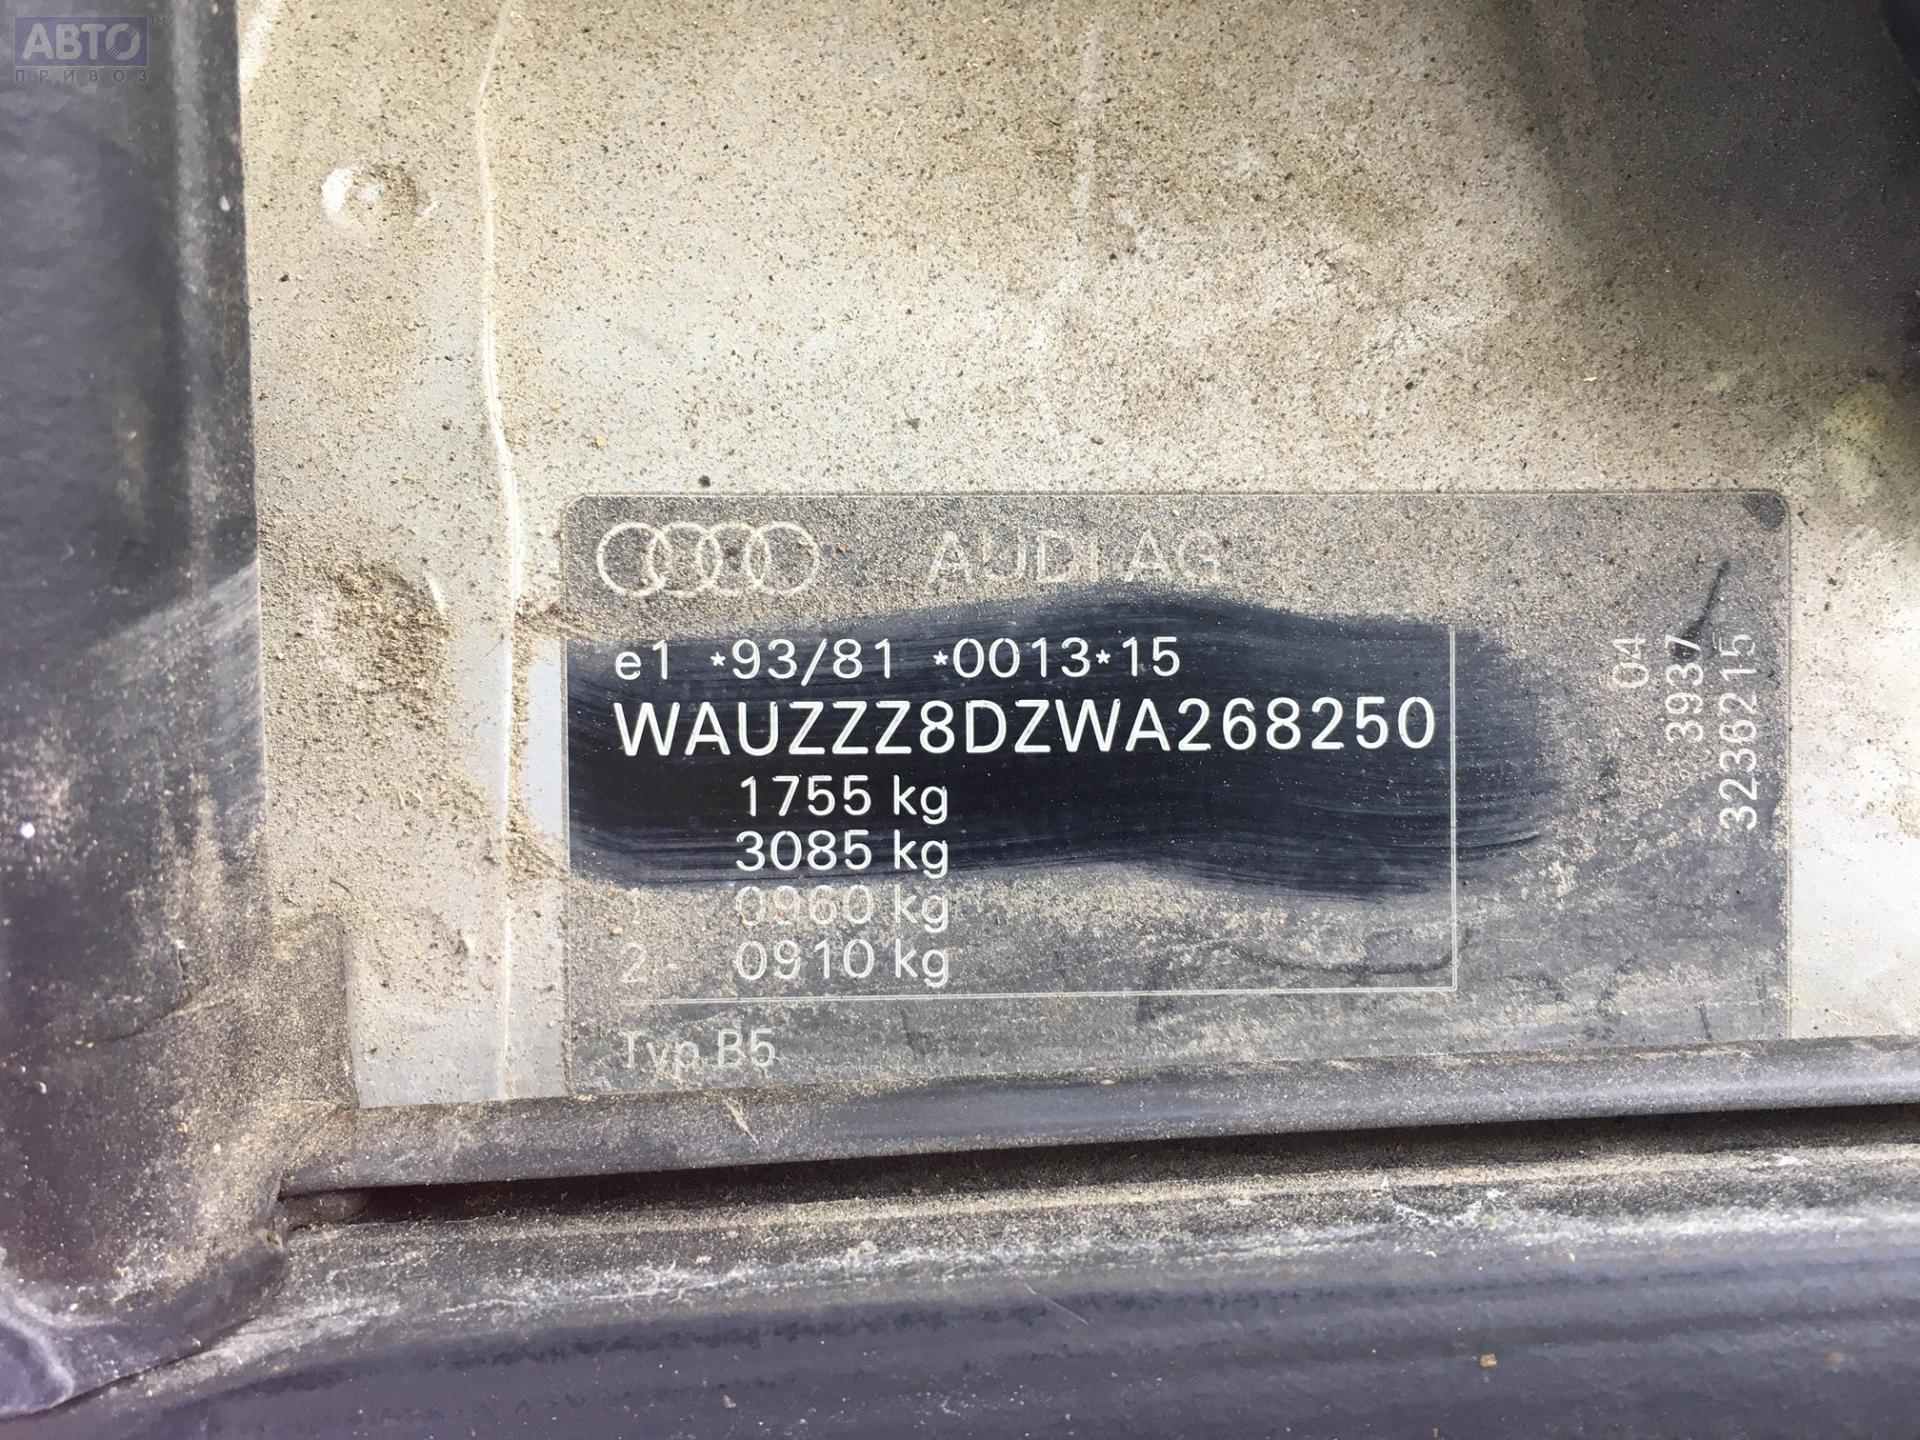 АВТО
ПРИВОЗ
AUDI AG
e1 *93/81 *0013*15
WAUZZZ8DZWA268250
1755 kg
3085 kg
1- 0960 kg
2- 0910 kg
Typ B5
04
3937
3236215